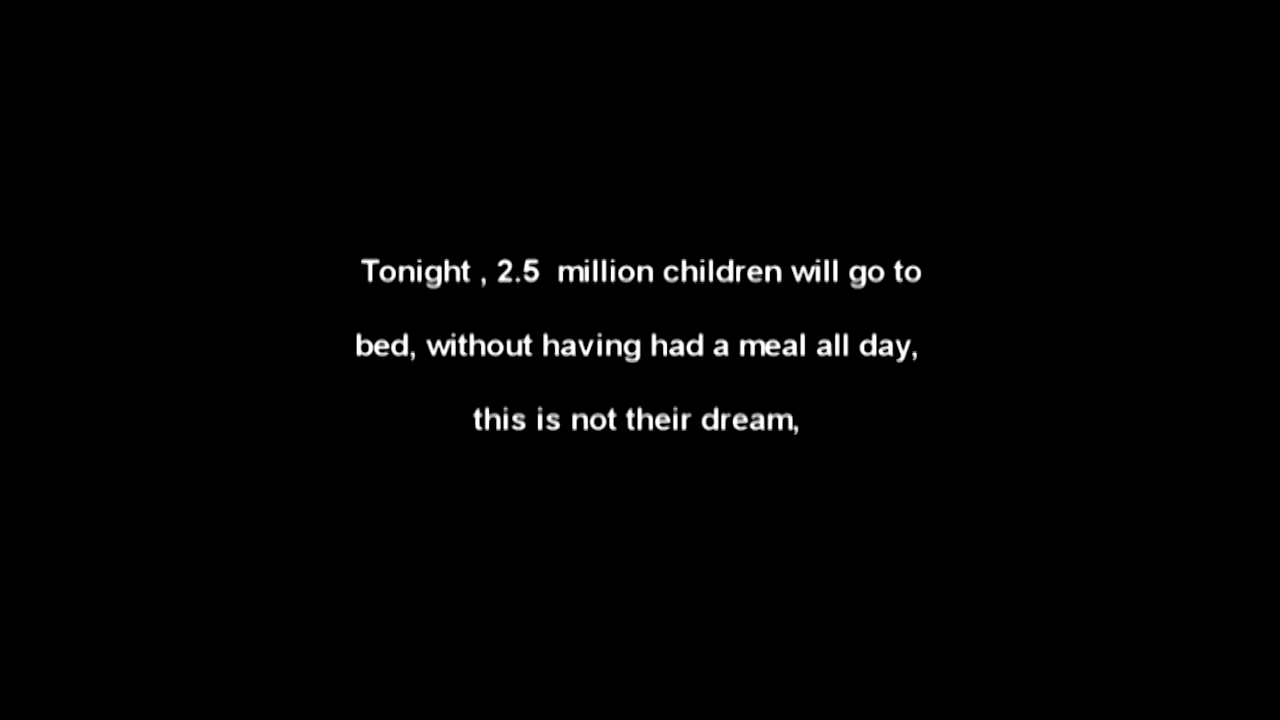 Tonight , 2.5  million children will go to
bed, without having had a meal all day,
this is not their dream,